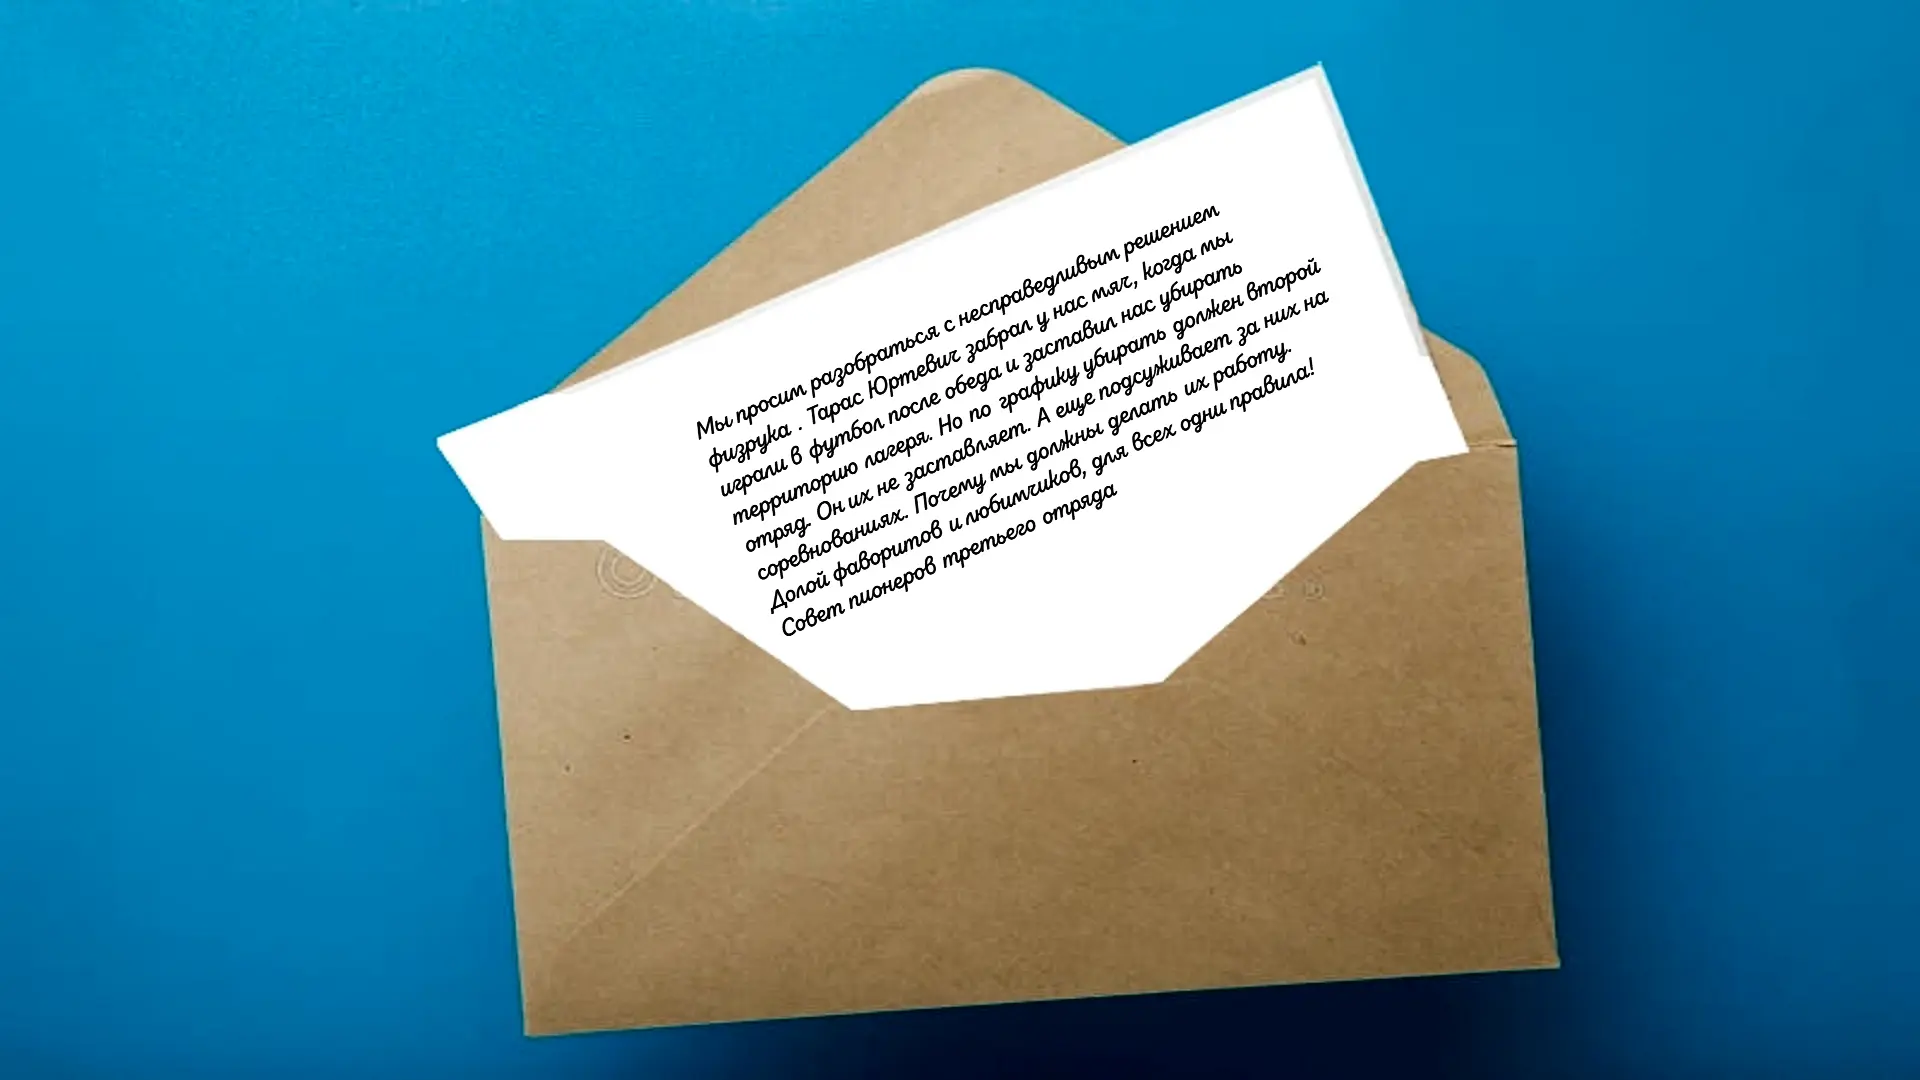 Мы просим разобраться с несправедливым решением
физрука . Тарас Юртевич забрал у нас мяч, когда мы
играли в футбол после обеда и заставил нас убирать
территорию лагеря. Но по графику убирать должен второй
отряд. Он их не заставляет. А еще подсуживает за них на
соревнованиях. Почему мы должны делать их работу.
Долой фаворитов и любимчиков, для всех одни правила!
Совет пионеров третьего отряда